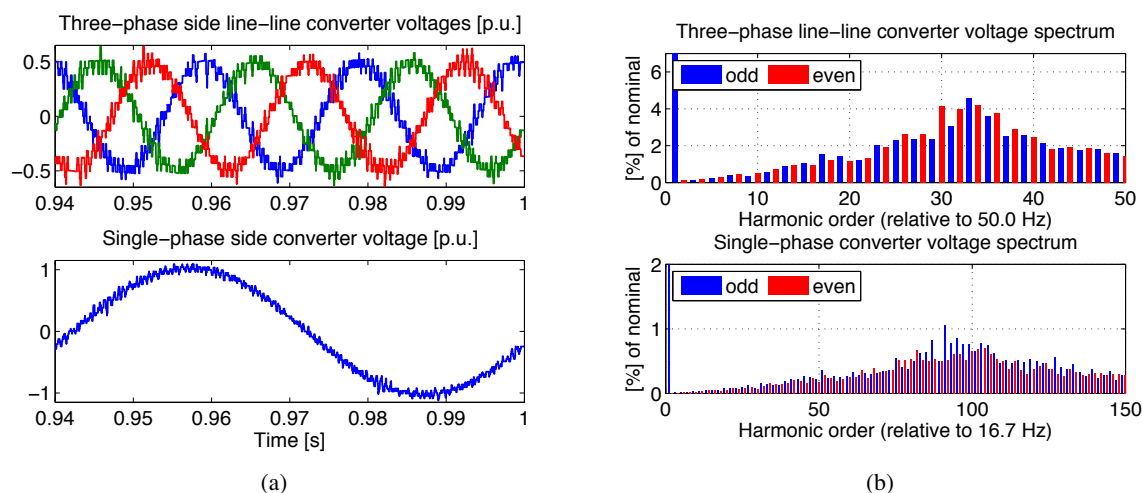 Three−phase side line−line converter voltages [p.u.]
0.5
0
−0.5
0.94 0.95 0.96 0.97 0.98 0.99 1
Single−phase side converter voltage [p.u.]
1
0
−1
0.94 0.95 0.96 0.97 0.98 0.99 1
Time [s]
(a)
Three−phase line−line converter voltage spectrum
[%] of nominal
6
4
2
0
odd even
0 10 20 30 40 50
Harmonic order (relative to 50.0 Hz)
Single−phase converter voltage spectrum
[%] of nominal
2
1
0
odd even
0 50 100 150
Harmonic order (relative to 16.7 Hz)
(b)